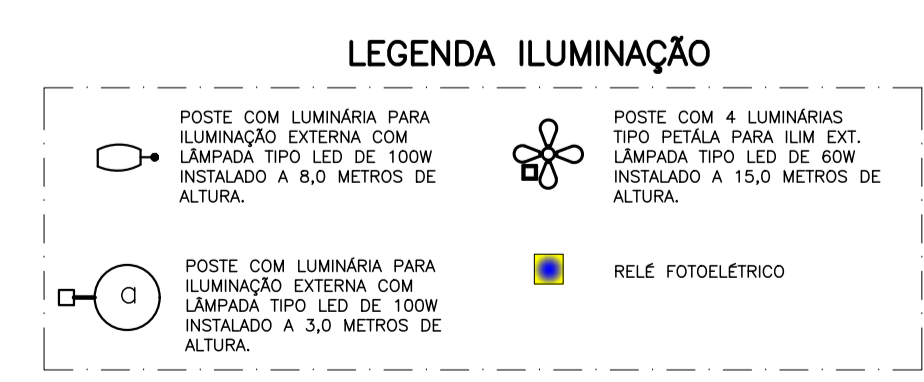 LEGENDA ILUMINAÇÃO
POSTE COM LUMINÁRIA PARA
ILUMINAÇÃO EXTERNA COM
LÂMPADA TIPO LED DE 100W
INSTALADO A 8,0 METROS DE
ALTURA.
POSTE COM 4 LUMINÁRIAS
TIPO PETÁLA PARA ILIM EXT.
LÂMPADA TIPO LED DE 60W
INSTALADO A 15,0 METROS DE
ALTURA.
a
POSTE COM LUMINÁRIA PARA
ILUMINAÇÃO EXTERNA COM
LÂMPADA TIPO LED DE 100W
INSTALADO A 3,0 METROS DE
ALTURA.
RELÉ FOTOELÉTRICO